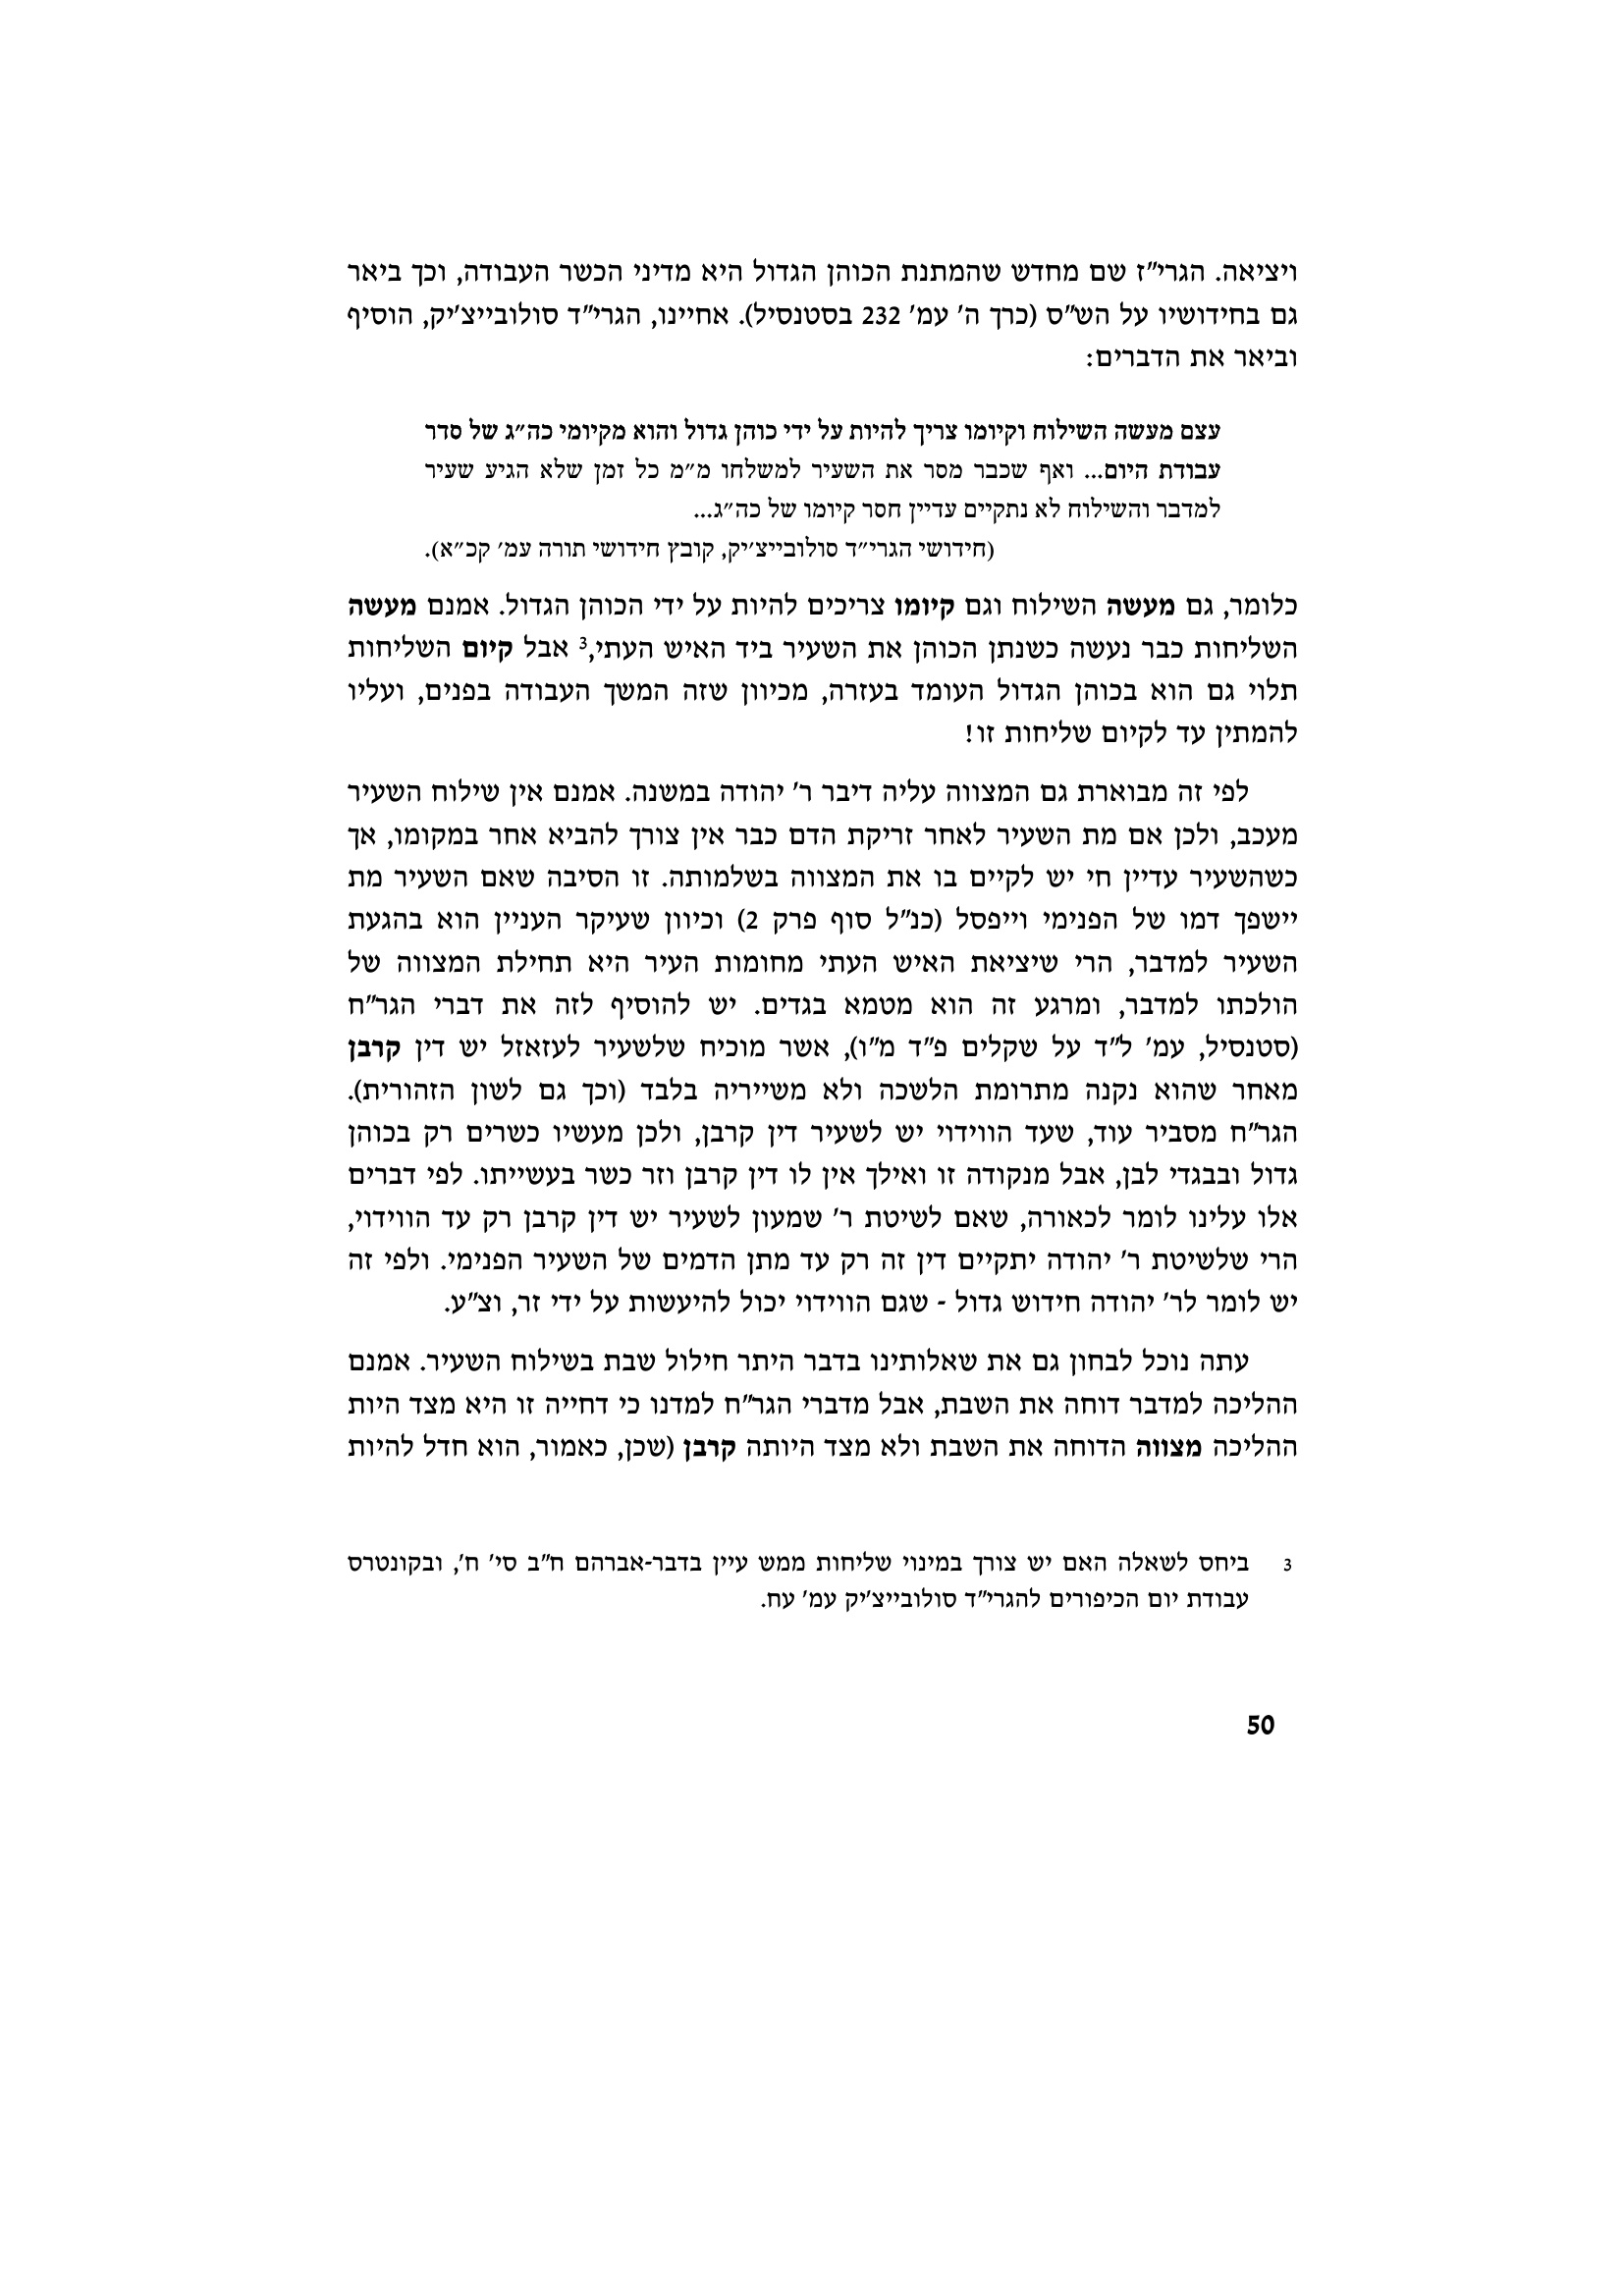 ויציאה. הגרי"ז שם מחדש שהמתנת הכוהן הגדול היא מדיני הכשר העבודה, וכך ביאר
גם בחידושיו על הש"ס (כרך ה' עמ' 232 בסטנסיל). אחיינו, הגרי"ד סולובייצ'יק, הוסיף
וביאר את הדברים:
עצם מעשה השילוח וקיומו צריך להיות על ידי כוהן גדול והוא מקיומי כה"ג של סדר
עבודת היום... ואף שכבר מסר את השעיר למשלחו מ"מ כל זמן שלא הגיע שעיר
למדבר והשילוח לא נתקיים עדיין חסר קיומו של כה"ג...
(חידושי הגרי"ד סולובייצ'יק, קובץ חידושי תורה עמ' קכ"א).
כלומר, גם מעשה השילוח וגם קיומו צריכים להיות על ידי הכוהן הגדול. אמנם מעשה
השליחות כבר נעשה כשנתן הכוהן את השעיר ביד האיש העתי,3 אבל קיום השליחות
תלוי גם הוא בכוהן הגדול העומד בעזרה, מכיוון שזה המשך העבודה בפנים, ועליו
להמתין עד לקיום שליחות זו!
לפי זה מבוארת גם המצווה עליה דיבר ר' יהודה במשנה. אמנם אין שילוח השעיר
מעכב, ולכן אם מת השעיר לאחר זריקת הדם כבר אין צורך להביא אחר במקומו, אך
כשהשעיר עדיין חי יש לקיים בו את המצווה בשלמותה. זו הסיבה שאם השעיר מת
יישפך דמו של הפנימי וייפסל (כנ"ל סוף פרק 2) וכיוון שעיקר העניין הוא בהגעת
השעיר למדבר, הרי שיציאת האיש העתי מחומות העיר היא תחילת המצווה של
הולכתו למדבר, ומרגע זה הוא מטמא בגדים. יש להוסיף לזה את דברי הגר"ח
(סטנסיל, עמ' ל"ד על שקלים פ"ד מ"ו), אשר מוכיח שלשעיר לעזאזל יש דין קרבן
מאחר שהוא נקנה מתרומת הלשכה ולא משייריה בלבד (וכך גם לשון הזהורית).
הגר"ח מסביר עוד, שעד הווידוי יש לשעיר דין קרבן, ולכן מעשיו כשרים רק בכוהן
גדול ובבגדי לבן, אבל מנקודה זו ואילך אין לו דין קרבן וזר כשר בעשייתו. לפי דברים
אלו עלינו לומר לכאורה, שאם לשיטת ר' שמעון לשעיר יש דין קרבן רק עד הווידוי,
הרי שלשיטת ר' יהודה יתקיים דין זה רק עד מתן הדמים של השעיר הפנימי. ולפי זה
יש לומר לר' יהודה חידוש גדול - שגם הווידוי יכול להיעשות על ידי זר, וצ"ע.
עתה נוכל לבחון גם את שאלותינו בדבר היתר חילול שבת בשילוח השעיר. אמנם
ההליכה למדבר דוחה את השבת, אבל מדברי הגר"ח למדנו כי דחייה זו היא מצד היות
ההליכה מצווה הדוחה את השבת ולא מצד היותה קרבן (שכן, כאמור, הוא חדל להיות
3 ביחס לשאלה האם יש צורך במינוי שליחות ממש עיין בדבר-אברהם ח"ב סי' ח', ובקונטרס
עבודת יום הכיפורים להגרי"ד סולובייצ'יק עמ' עח.
50